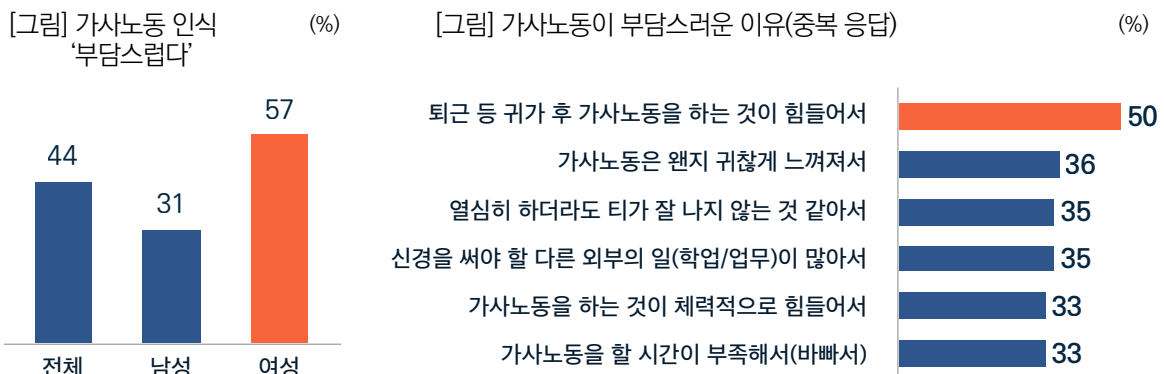 [그림] 가사노동 인식 (%)
‘부담스럽다’
57
44
31
전체 남성 여성
[그림] 가사노동이 부담스러운 이유(중복 응답) (%)
퇴근 등 귀가 후 가사노동을 하는 것이 힘들어서 50
가사노동은 왠지 귀찮게 느껴져서 36
열심히 하더라도 티가 잘 나지 않는 것 같아서 35
신경을 써야 할 다른 외부의 일(학업/업무)이 많아서 35
가사노동을 하는 것이 체력적으로 힘들어서 33
가사노동을 할 시간이 부족해서(바빠서) 33